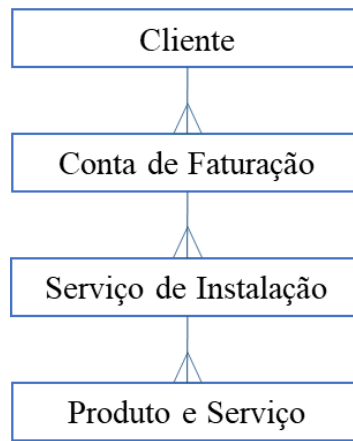 Cliente
Conta de Faturação
Serviço de Instalação
Produto e Serviço